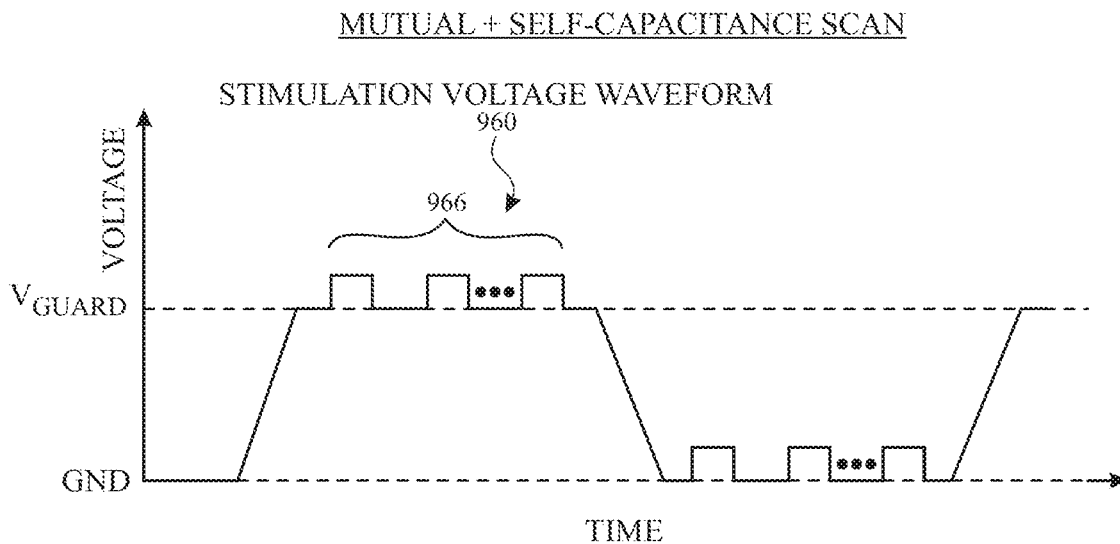 MUTUAL + SELF-CAPACITANCE SCAN
STIMULATION VOLTAGE WAVEFORM
960
966
VOLTAGE
VGUARD
GND
TIME